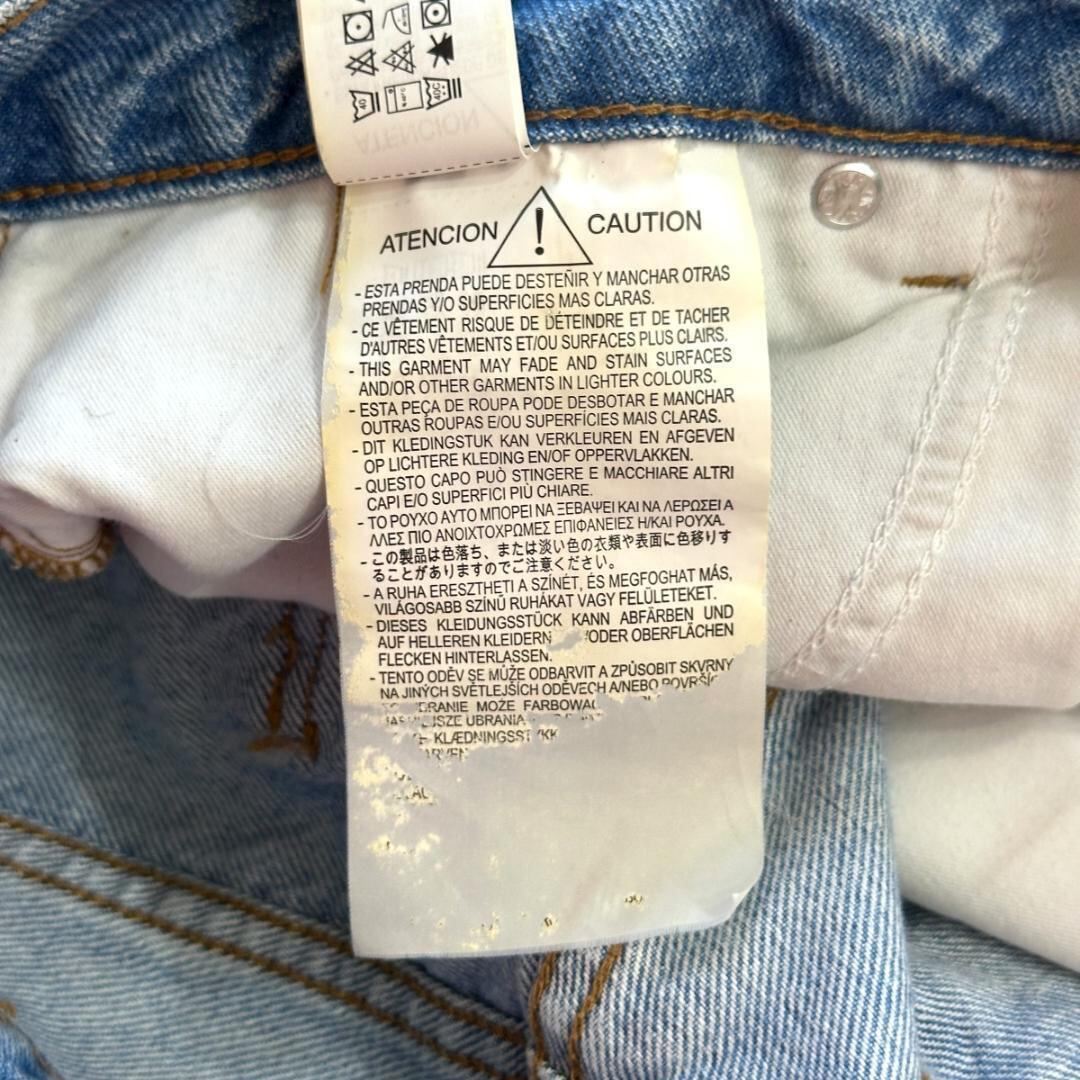 ATENCION ! CAUTION
- ESTA PRENDA PUEDE DESTEÑIR Y MANCHAR OTRAS
PRENDAS Y/O SUPERFICIES MAS CLARAS.
- CE VÊTEMENT RISQUE DE DÉTEINDRE ET DE TACHER
D'AUTRES VÊTEMENTS ET/OU SURFACES PLUS CLAIRS.
- THIS GARMENT MAY FADE AND STAIN SURFACES
AND/OR OTHER GARMENTS IN LIGHTER COLOURS.
- ESTA PEÇA DE ROUPA PODE DESBOTAR E MANCHAR
OUTRAS ROUPAS E/OU SUPERFÍCIES MAIS CLARAS.
- DIT KLEDINGSTUK KAN VERKLEUREN EN AFGEVEN
OP LICHTERE KLEDING EN/OF OPPERVLAKKEN.
- QUESTO CAPO PUÒ STINGERE E MACCHIARE ALTRI
CAPI E/O SUPERFICI PIÙ CHIARE.
- ΤΟ ΡΟΥΧΟ ΑΥΤΟ ΜΠΟΡΕΙ ΝΑ ΞΕΒΑΨΕΙ ΚΑΙ ΝΑ ΛΕΡΩΣΕΙ Α
ΛΛΕΣ ΠΙΟ ΑΝΟΙΧΤΟΧΡΩΜΕΣ ΕΠΙΦΑΝΕΙΕΣ Η/ΚΑΙ ΡΟΥΧΑ.
- この製品は色落ち、または淡い色の衣類や表面に色移りす
ることがありますのでご注意ください。
- A RUHA ERESZTHETI A SZÍNÉT, ÉS MEGFOGHAT MÁS,
VILÁGOSABB SZÍNŰ RUHÁKAT VAGY FELÜLETEKET.
- DIESES KLEIDUNGSSTÜCK KANN ABFÄRBEN UND
AUF HELLEREN KLEIDERN /ODER OBERFLÄCHEN
FLECKEN HINTERLASSEN.
- TENTO ODĚV SE MŮŽE ODBARVIT A ZPŮSOBIT SKVRNY
NA JINÝCH SVĚTLEJŠÍCH ODĚVECH A/NEBO
MOŻE
UBRANIA
ATENCION
40